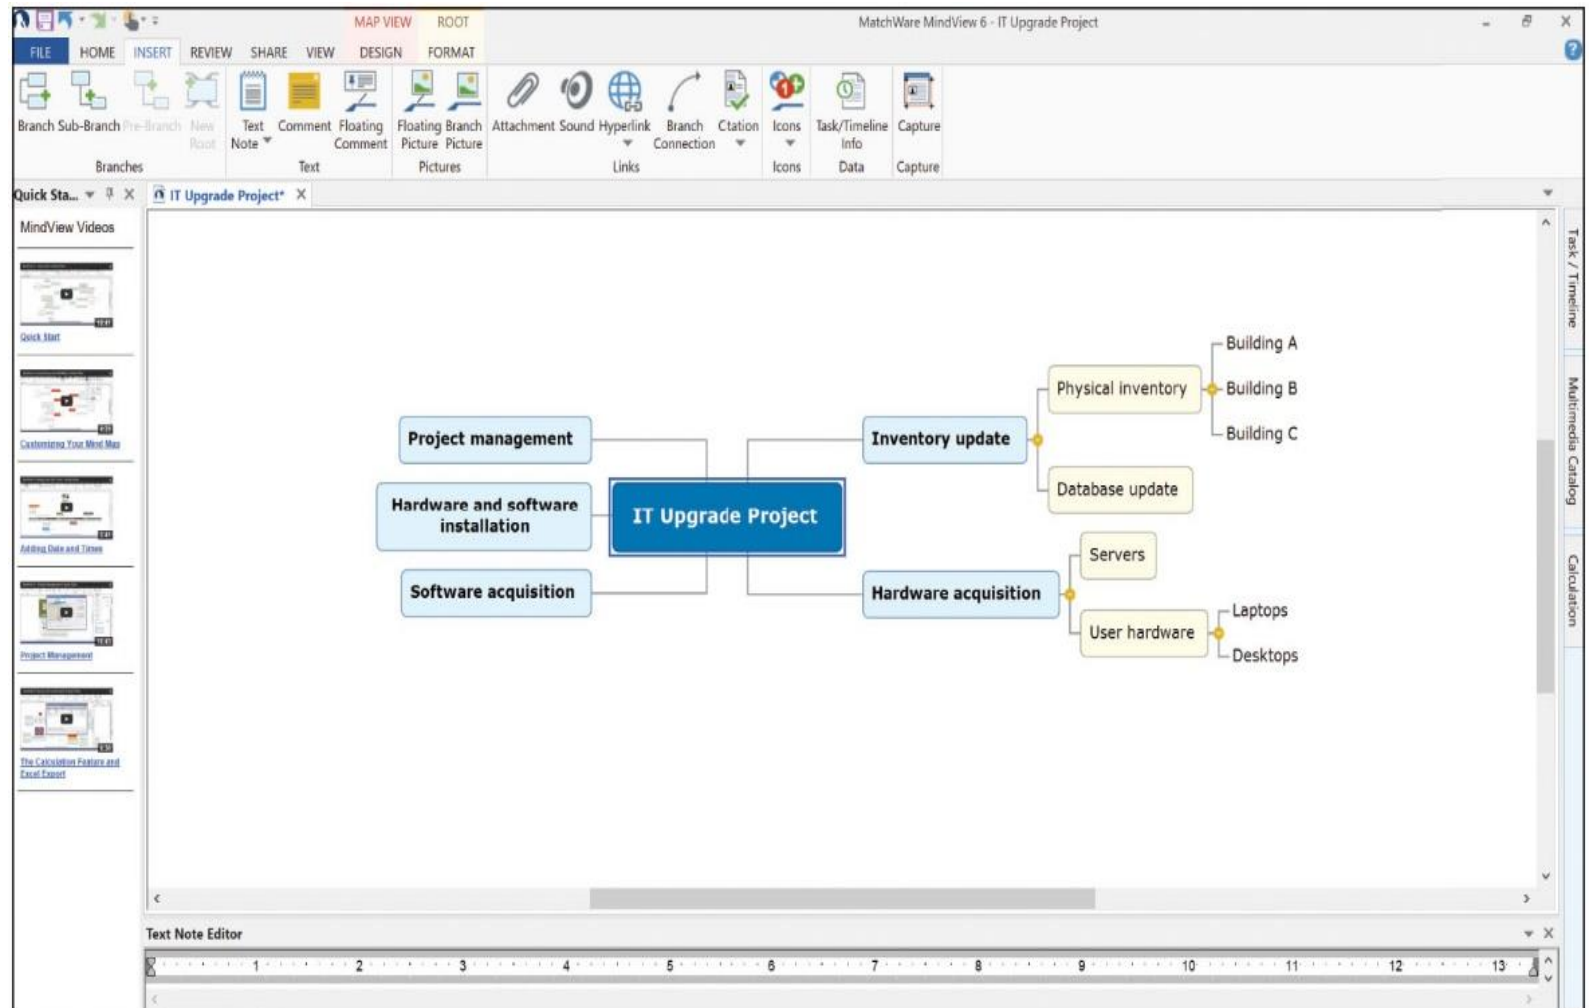 MAP VIEW ROOT MatchWare MindView 6 - IT Upgrade Project
FILE HOME INSERT REVIEW SHARE VIEW DESIGN FORMAT
Branch Sub-Branch Pre-Branch New Root
Branches
Text Note Comment Floating Comment
Text
Floating Picture Branch Picture
Pictures
Attachment Sound Hyperlink Branch Connection Ctation
Links
Icons
Icons
Task/Timeline Info
Data
Capture
Capture
Quick Sta...
IT Upgrade Project*
MindView Videos
Quick Start
Customizing Your Mind Map
Adding Date and Times
Project Management
The Calculation Feature and
Excel Export
Project management
Hardware and software
installation
Software acquisition
IT Upgrade Project
Inventory update
Physical inventory
Building A
Building B
Building C
Database update
Hardware acquisition
Servers
User hardware
Laptops
Desktops
Task / Timeline
Multimedia Catalog
Calculation
Text Note Editor
1 2 3 4 5 6 7 8 9 10 11 12 13